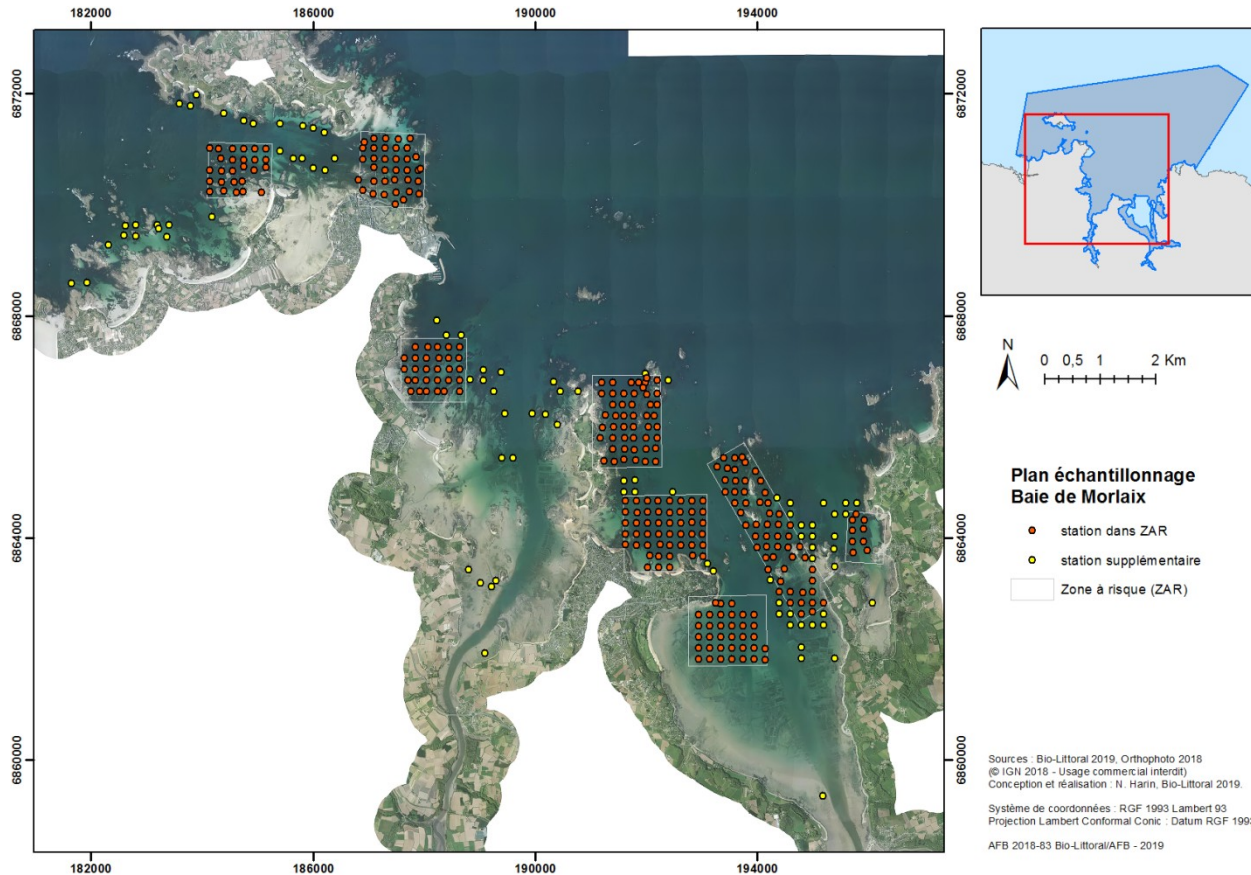 182000 186000 190000 194000
6872000 6872000
6868000 6868000
6864000 6864000
6860000 6860000
182000 186000 190000 194000
N
0 0,5 1 2 Km
Plan échantillonnage
Baie de Morlaix
station dans ZAR
station supplémentaire
Zone à risque (ZAR)
Sources : Bio-Littoral 2019, Orthophoto 2018
(© IGN 2018 - Usage commercial interdit)
Conception et réalisation : N. Harin, Bio-Littoral 2019.
Système de coordonnées : RGF 1993 Lambert 93
Projection Lambert Conformal Conic : Datum RGF 1993
AFB 2018-83 Bio-Littoral/AFB - 2019